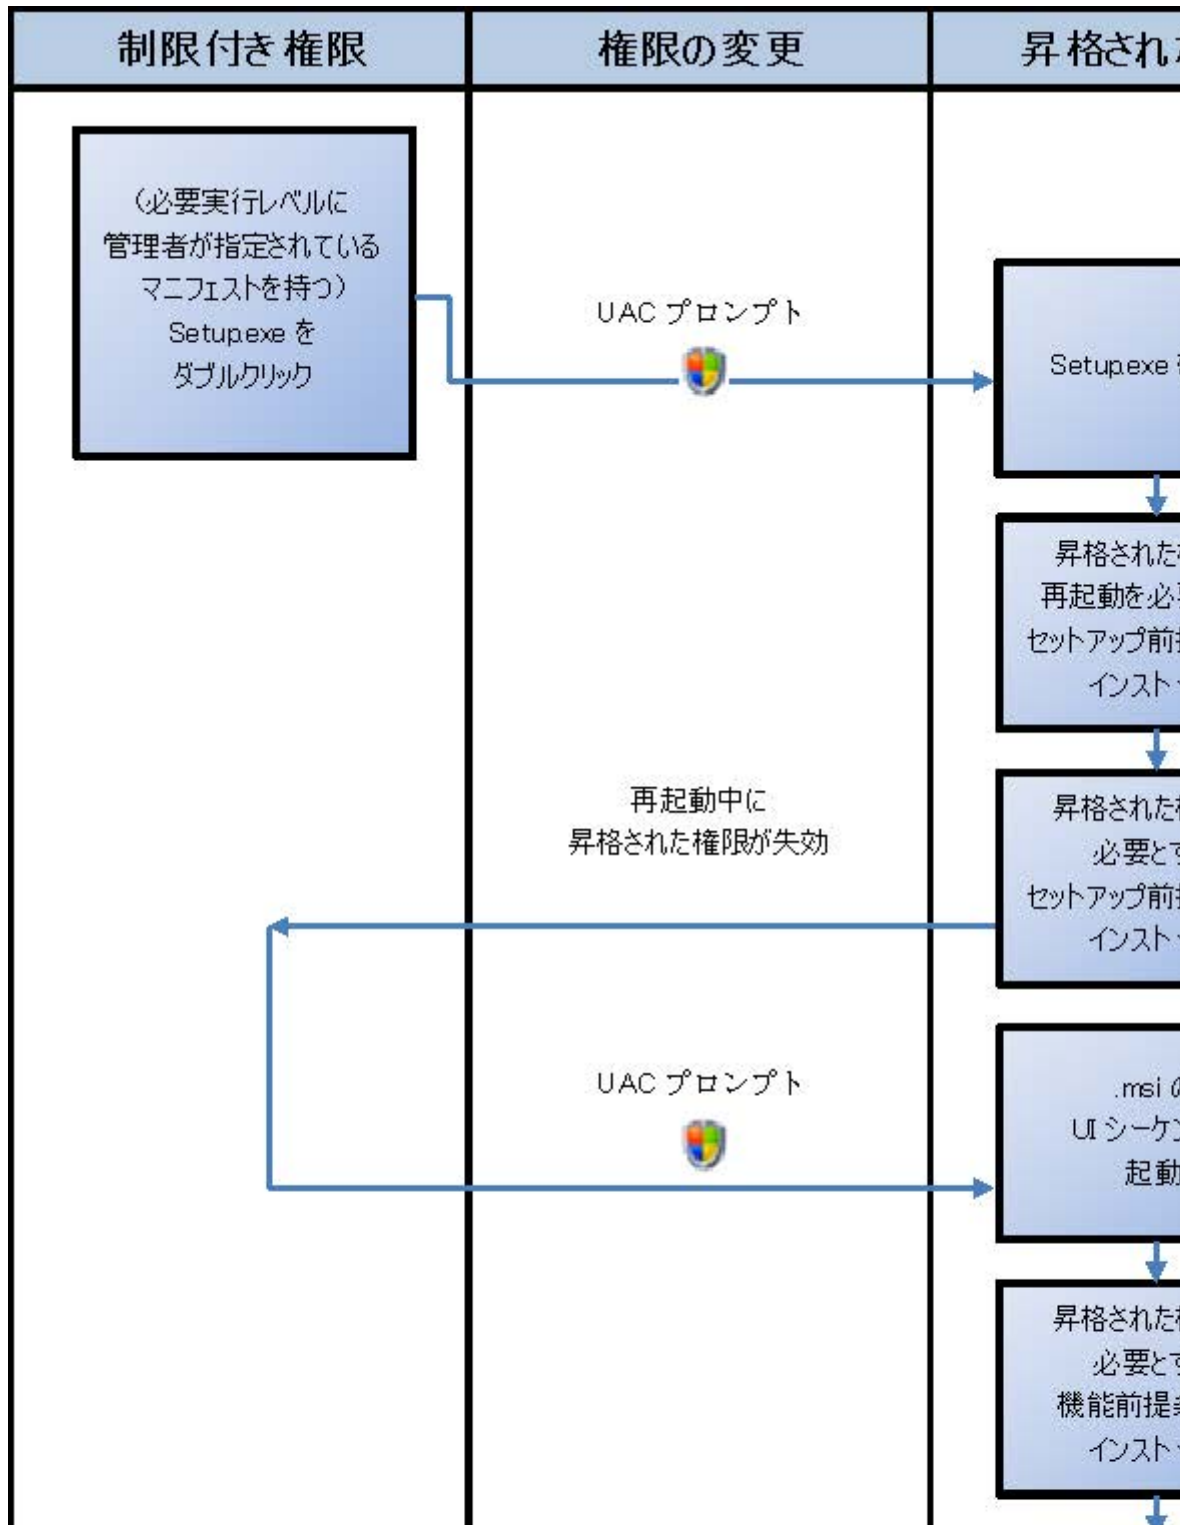 制限付き権限
権限の変更
昇格され
（必要実行レベルに
管理者が指定されている
マニフェストを持つ）
Setup.exe を
ダブルクリック
UAC プロンプト
Setup.exe
昇格された
再起動を必
セットアップ前
インスト
再起動中に
昇格された権限が失効
昇格された
必要とす
セットアップ前
インスト
UAC プロンプト
.msi の
UI シーケン
起動
昇格された
必要とす
機能前提
インスト